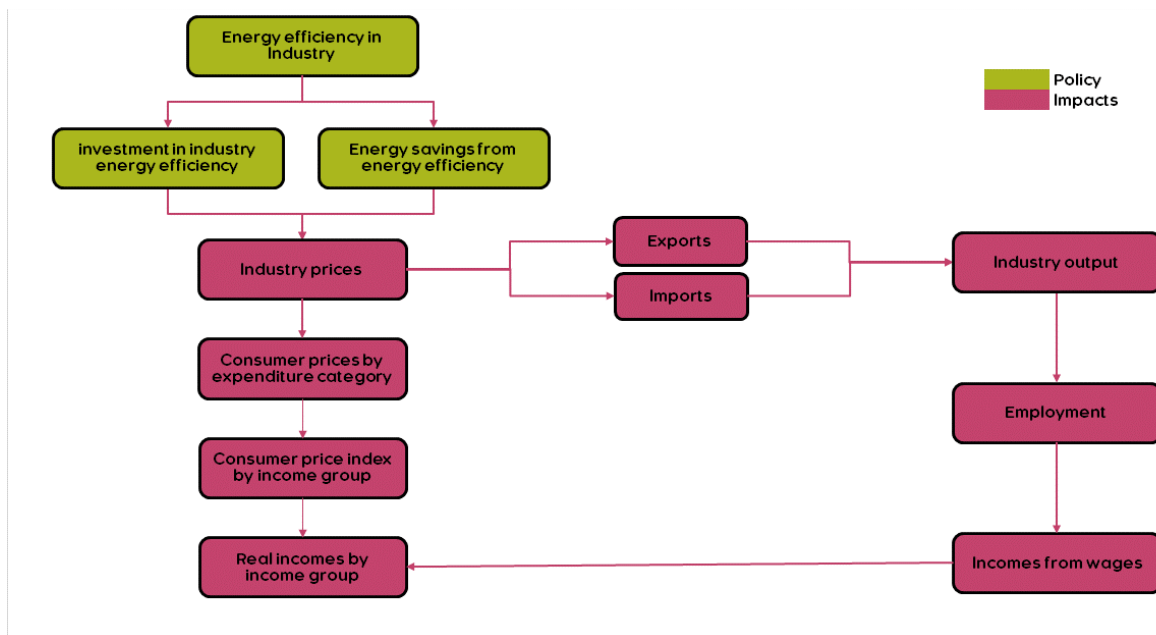 Energy efficiency in
Industry
Policy
Impacts
investment in industry
energy efficiency
Energy savings from
energy efficiency
Industry prices
Exports
Imports
Industry output
Consumer prices by
expenditure category
Employment
Consumer price index
by income group
Real incomes by
income group
Incomes from wages